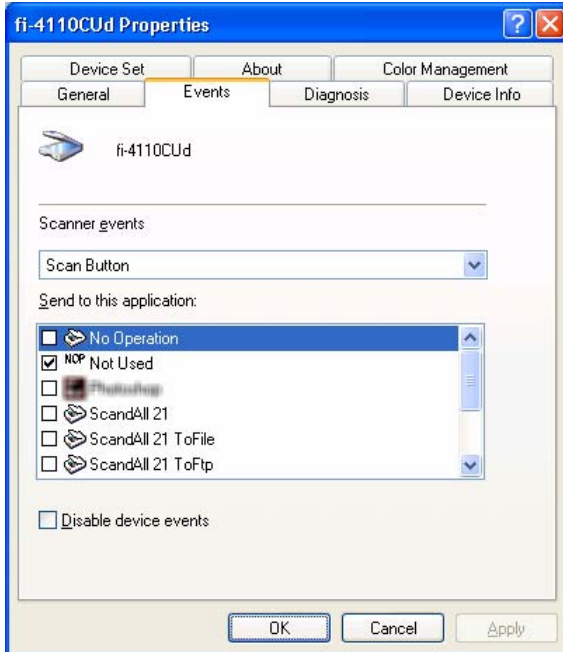 fi-4110CUd Properties
Device Set About Color Management
General Events Diagnosis Device Info
fi-4110CUd
Scanner events
Scan Button
Send to this application:
No Operation
NOP Not Used
ScandAll 21
ScandAll 21 ToFile
ScandAll 21 ToFtp
Disable device events
OK Cancel Apply